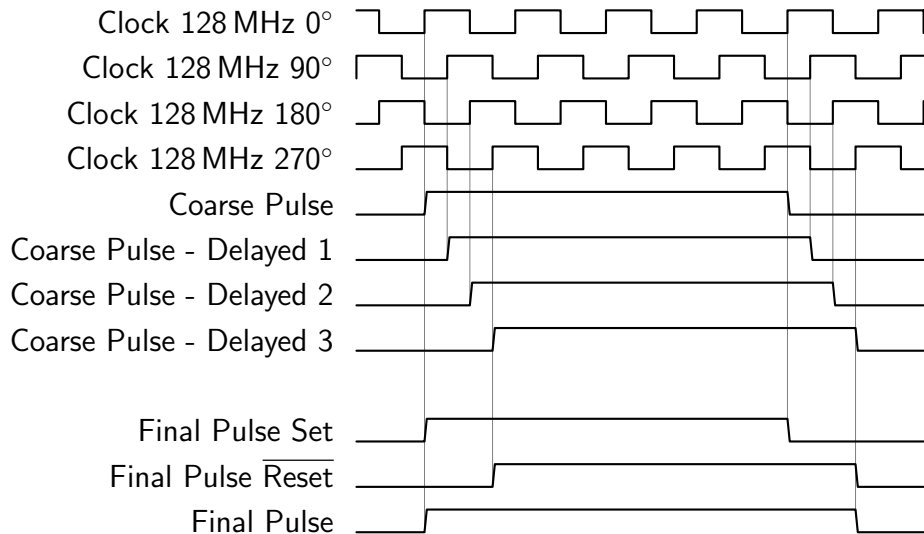 Clock 128 MHz 0°
Clock 128 MHz 90°
Clock 128 MHz 180°
Clock 128 MHz 270°
Coarse Pulse
Coarse Pulse - Delayed 1
Coarse Pulse - Delayed 2
Coarse Pulse - Delayed 3
Final Pulse Set
Final Pulse R̅e̅s̅e̅t̅
Final Pulse